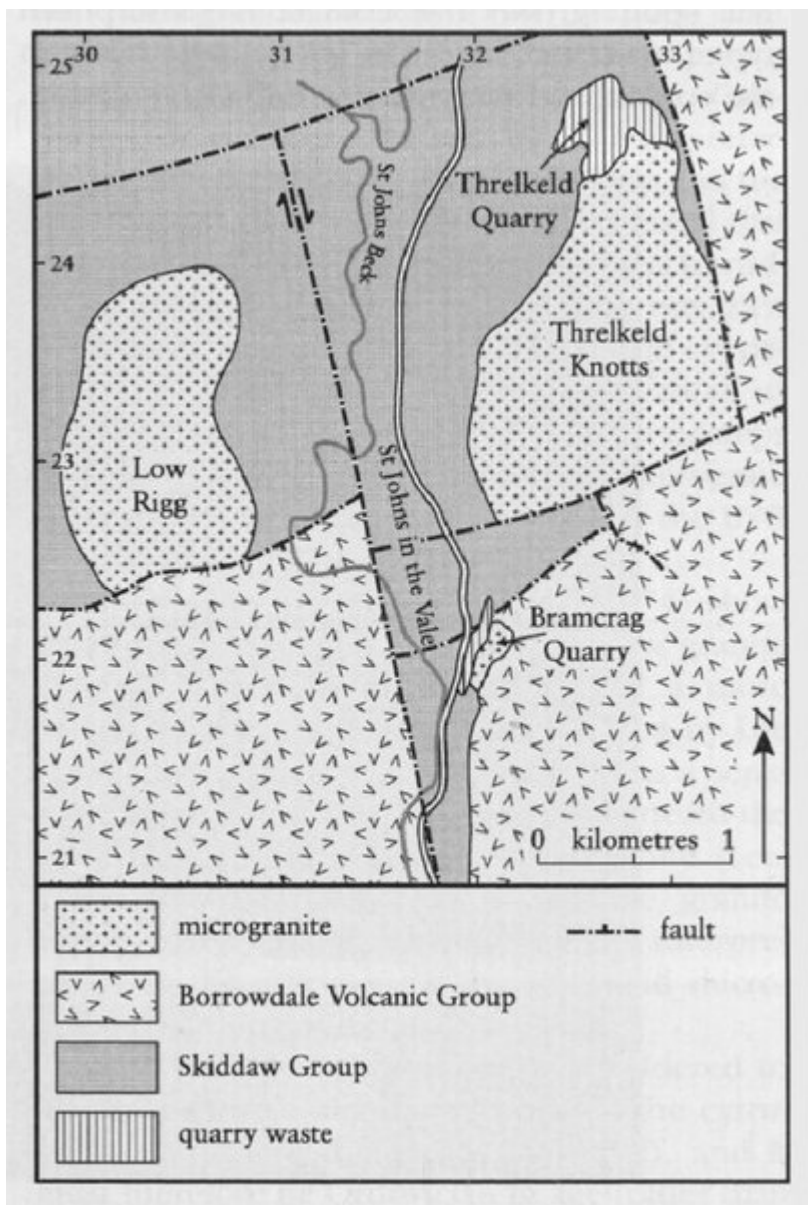 30 31 32 33
25
24
23
22
21
St Johns Beck
Threlkeld
Quarry
Threlkeld
Knotts
Low
Rigg
St Johns in the Valet
Bramcrag
Quarry
N
0 kilometres 1
microgranite
fault
Borrowdale Volcanic Group
Skiddaw Group
quarry waste